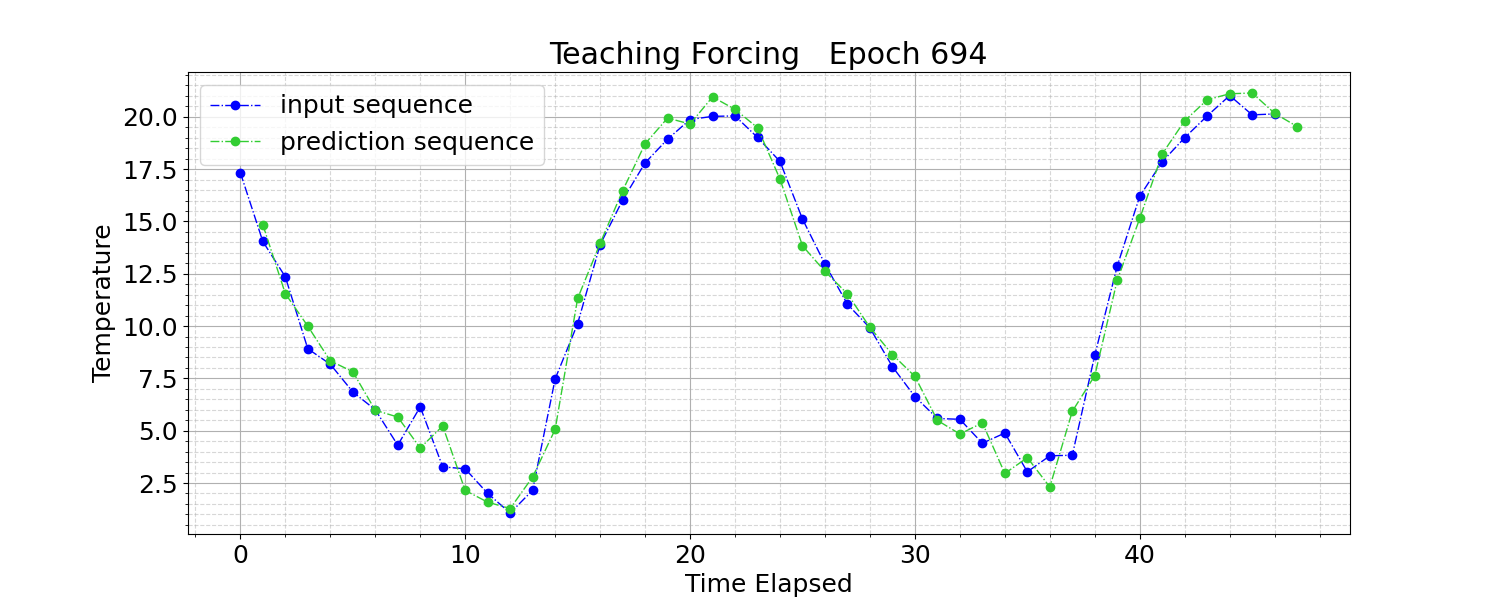 Teaching Forcing   Epoch 694
input sequence
prediction sequence
Temperature
20.0
17.5
15.0
12.5
10.0
7.5
5.0
2.5
0 10 20 30 40
Time Elapsed